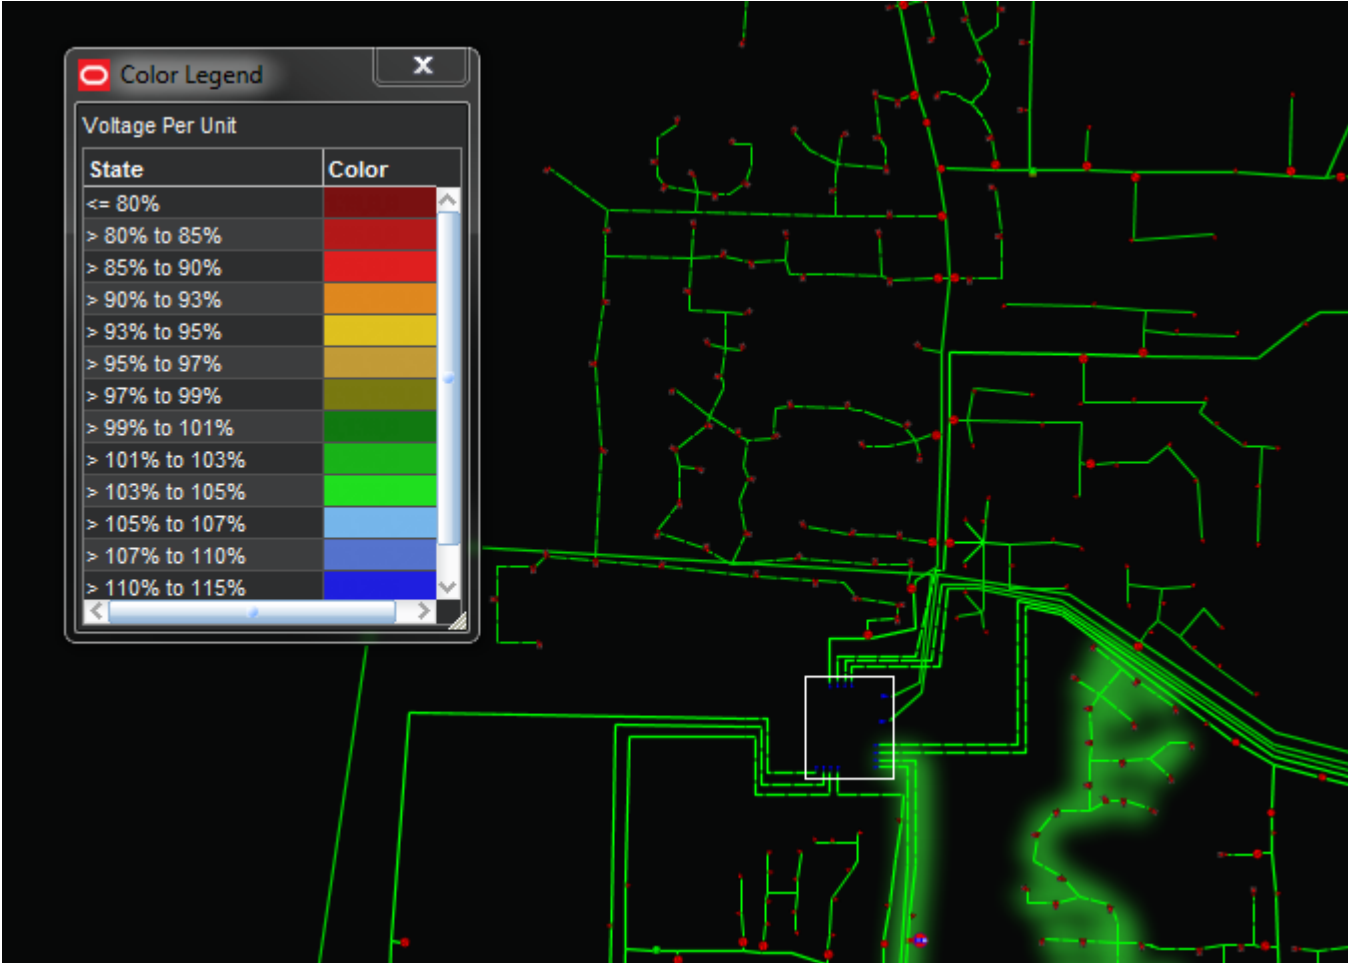 Color Legend
Voltage Per Unit
State Color
<= 80%
> 80% to 85%
> 85% to 90%
> 90% to 93%
> 93% to 95%
> 95% to 97%
> 97% to 99%
> 99% to 101%
> 101% to 103%
> 103% to 105%
> 105% to 107%
> 107% to 110%
> 110% to 115%